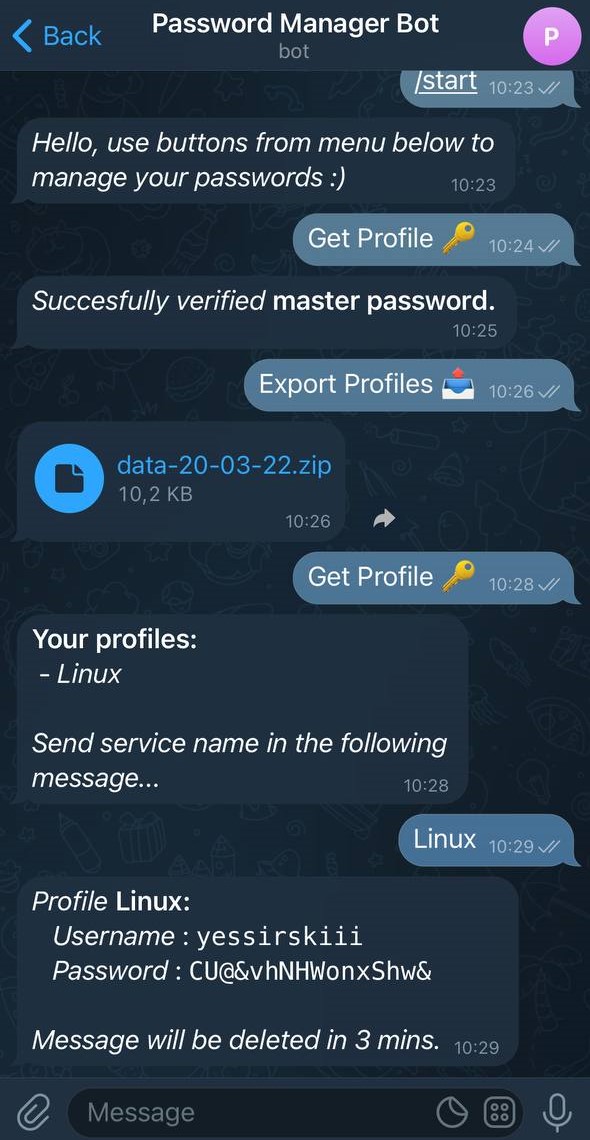 Back
Password Manager Bot
bot
P
/start 10:23
Hello, use buttons from menu below to
manage your passwords :) 10:23
Get Profile 🔑 10:24
Succesfully verified master password.
10:25
Export Profiles 📤 10:26
data-20-03-22.zip
10,2 KB
10:26
Get Profile 🔑 10:28
Your profiles:
- Linux
Send service name in the following
message... 10:28
Linux 10:29
Profile Linux:
Username : yessirskiii
Password : CU@&vhNHWonxShw&
Message will be deleted in 3 mins. 10:29
Message